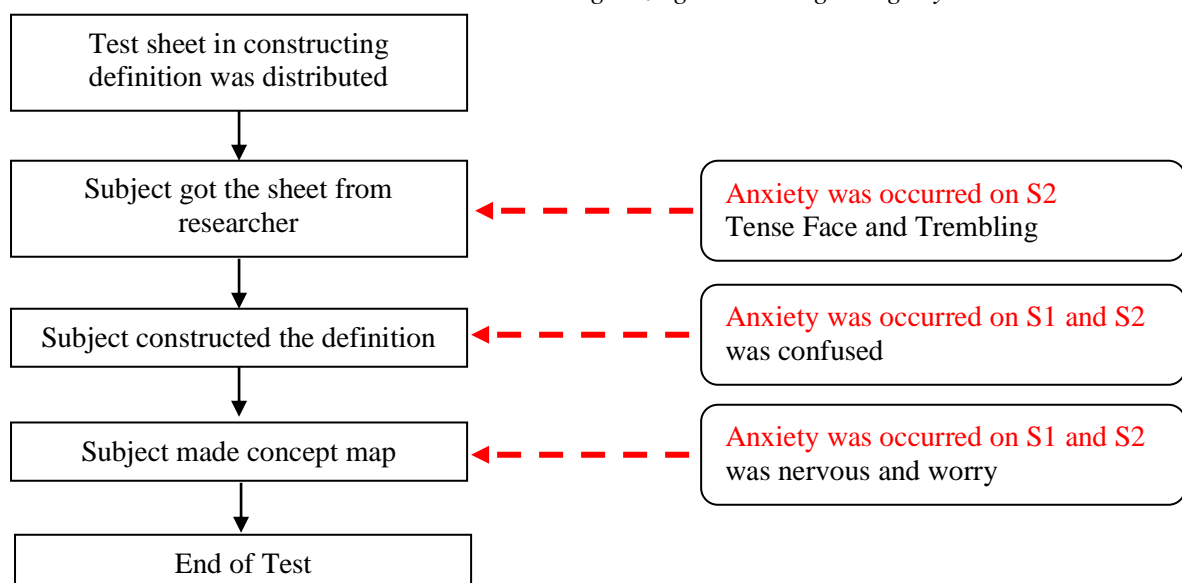 Test sheet in constructing
definition was distributed
Subject got the sheet from
researcher
Anxiety was occurred on S2
Tense Face and Trembling
Subject constructed the definition
Anxiety was occurred on S1 and S2
was confused
Subject made concept map
Anxiety was occurred on S1 and S2
was nervous and worry
End of Test